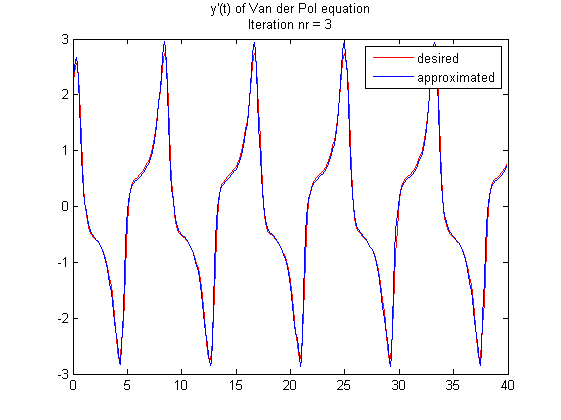 y'(t) of Van der Pol equation
Iteration nr = 3
desired
approximated
3
2
1
0
-1
-2
-3
0 5 10 15 20 25 30 35 40